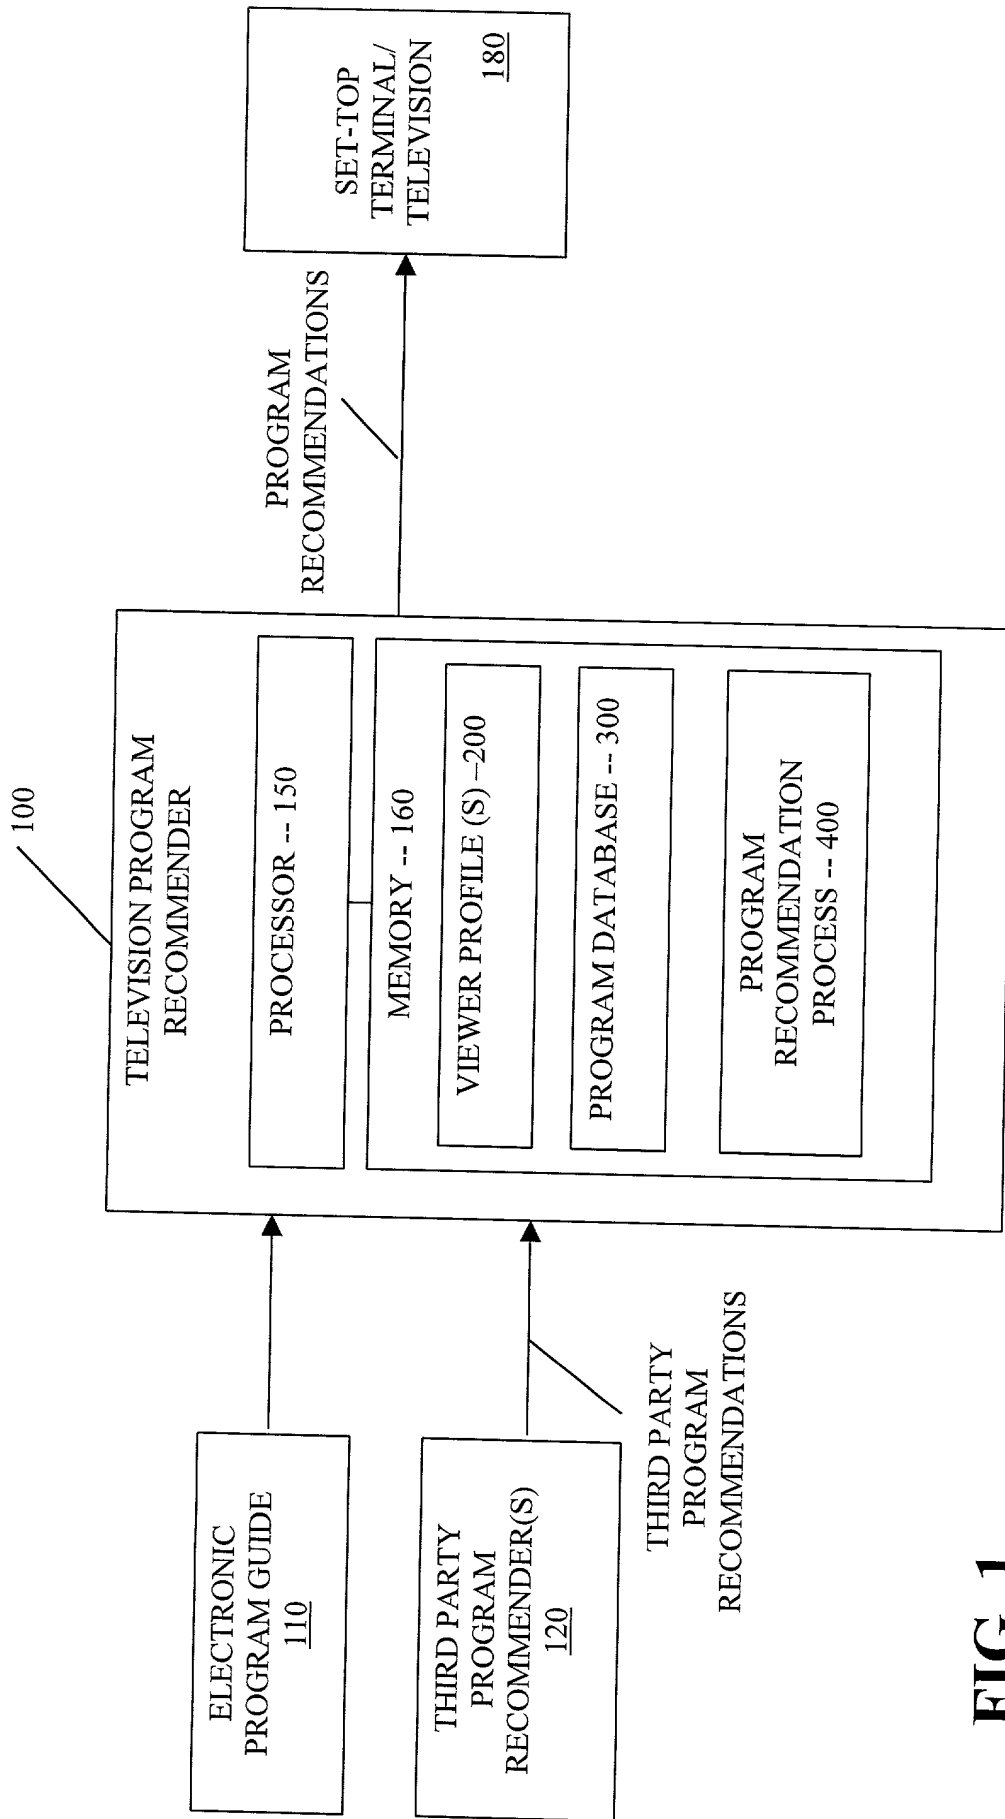 100
TELEVISION PROGRAM
RECOMMENDER
PROCESSOR -- 150
MEMORY -- 160
VIEWER PROFILE (S) –200
PROGRAM DATABASE -- 300
PROGRAM
RECOMMENDATION
PROCESS -- 400
ELECTRONIC
PROGRAM GUIDE
110
THIRD PARTY
PROGRAM
RECOMMENDER(S)
120
THIRD PARTY
PROGRAM
RECOMMENDATIONS
PROGRAM
RECOMMENDATIONS
SET-TOP
TERMINAL/
TELEVISION
180
FIG. 1